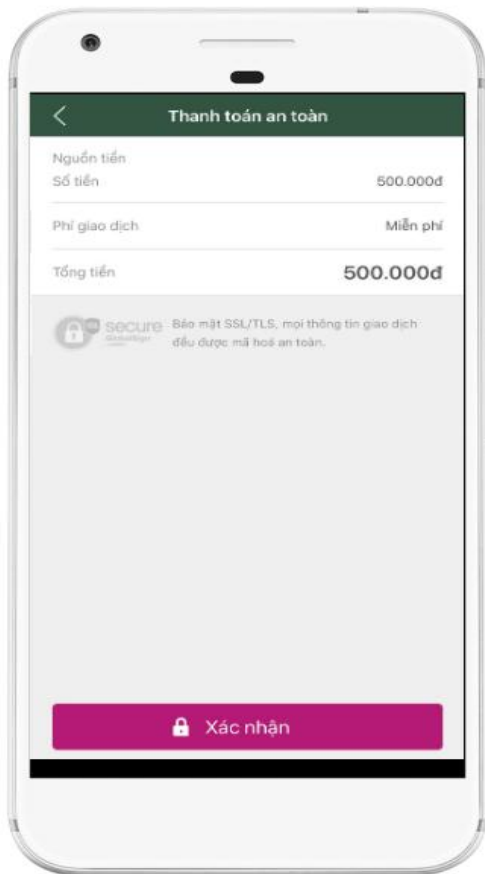 Thanh toán an toàn
Nguồn tiền
Số tiền 500.000đ
Phí giao dịch Miễn phí
Tổng tiền 500.000đ
secure
GlobalSign
Bảo mật SSL/TLS, mọi thông tin giao dịch
đều được mã hoá an toàn.
Xác nhận